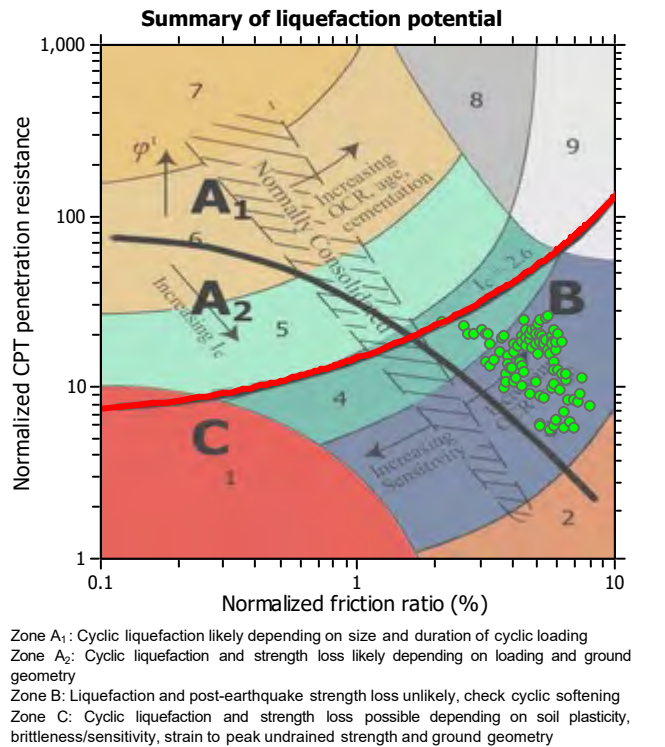 Summary of liquefaction potential
1,000
100
10
1
Normalized CPT penetration resistance
7
8
9
φ'
A1
Increasing
OCR, age,
cementation
Normally Consolidated
6
A2
Increasing Ic
5
Ic = 2.6
B
4
C
1
Increasing
Sensitivity
OCR
2
0.1
1
10
Normalized friction ratio (%)
Zone A1: Cyclic liquefaction likely depending on size and duration of cyclic loading
Zone A2: Cyclic liquefaction and strength loss likely depending on loading and ground
geometry
Zone B: Liquefaction and post-earthquake strength loss unlikely, check cyclic softening
Zone C: Cyclic liquefaction and strength loss possible depending on soil plasticity,
brittleness/sensitivity, strain to peak undrained strength and ground geometry